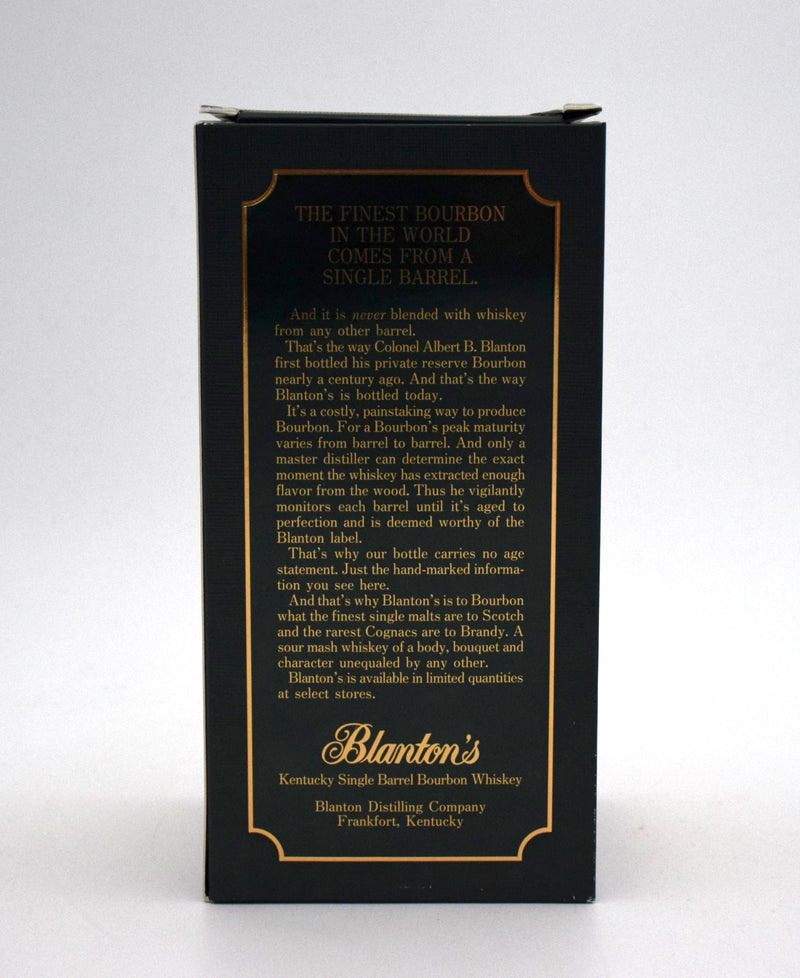 THE FINEST BOURBON
IN THE WORLD
COMES FROM A
SINGLE BARREL.
And it is never blended with whiskey
from any other barrel.
That's the way Colonel Albert B. Blanton
first bottled his private reserve Bourbon
nearly a century ago. And that's the way
Blanton's is bottled today.
It's a costly, painstaking way to produce
Bourbon. For a Bourbon's peak maturity
varies from barrel to barrel. And only a
master distiller can determine the exact
moment the whiskey has extracted enough
flavor from the wood. Thus he vigilantly
monitors each barrel until it's aged to
perfection and is deemed worthy of the
Blanton label.
That's why our bottle carries no age
statement. Just the hand-marked informa-
tion you see here.
And that's why Blanton's is to Bourbon
what the finest single malts are to Scotch
and the rarest Cognacs are to Brandy. A
sour mash whiskey of a body, bouquet and
character unequaled by any other.
Blanton's is available in limited quantities
at select stores.
Blanton's
Kentucky Single Barrel Bourbon Whiskey
Blanton Distilling Company
Frankfort, Kentucky